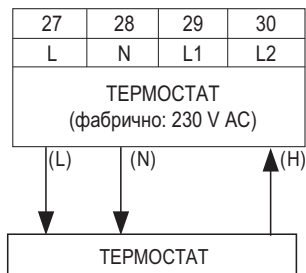 27 28 29 30
L N L1 L2
ТЕРМОСТАТ
(фабрично: 230 V AC)
(L) (N) (H)
ТЕРМОСТАТ